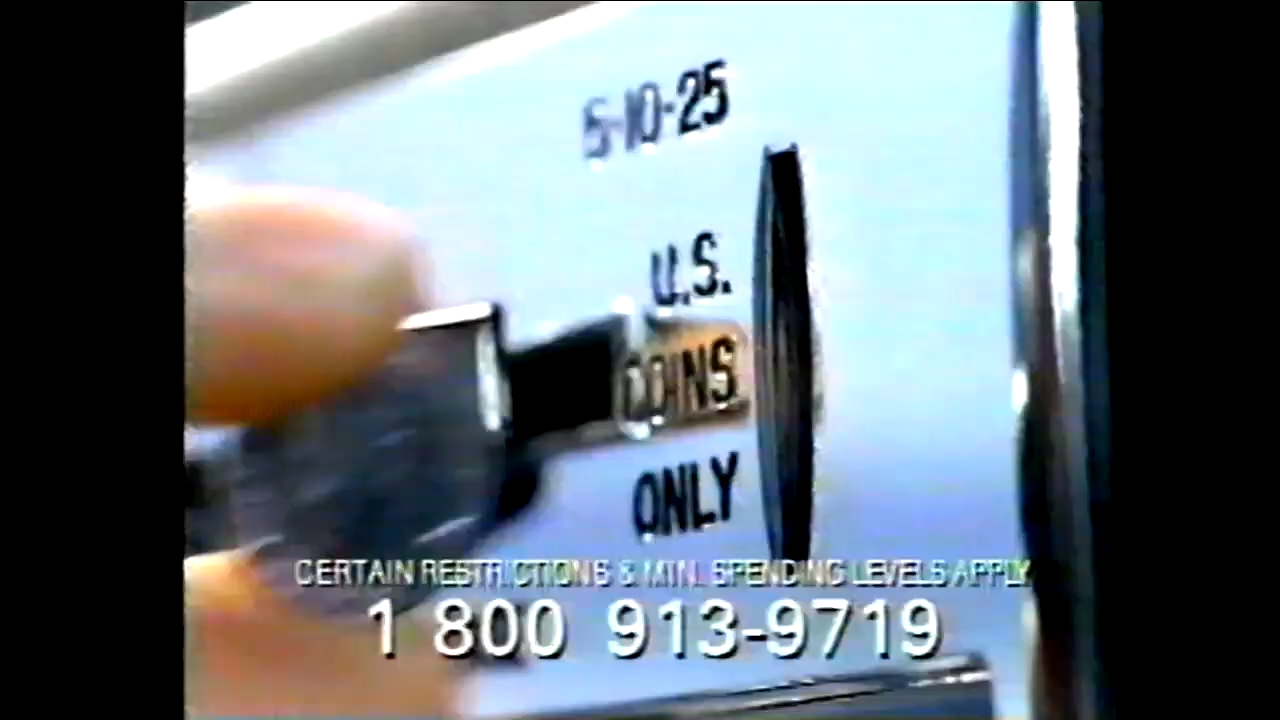 5-10-25
U.S.
COINS
ONLY
CERTAIN RESTRICTIONS & MIN. SPENDING LEVELS APPLY
1 800 913-9719